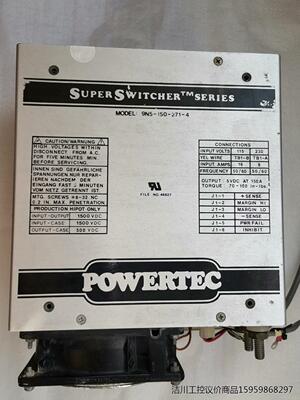 SUPERSWITCHER™ SERIES
MODEL: 9N5-150-271-4
⚠ CAUTION/WARNING ⚠
HIGH VOLTAGES WITHIN
DISCONNECT FROM A.C.
FOR FIVE MINUTES MIN
BEFORE SERVICING
INNEN SIND GEFÄHRLICHE
SPANNUNGEN NUR REPAR-
IEREN, NACHDEM DER
EINGANG FAST 5 MINUTEN
VOM NETZ GETRENNT IST
MTG. SCREWS #8-32 NC
0.2 IN. MAX. PENETRATION
PRODUCTION HIPOT ONLY
INPUT-OUTPUT 1500 VDC
INPUT-CASE: 1500 VDC
OUTPUT-CASE: 300 VDC
FILE NO. 46627
CONNECTIONS
INPUT VOLTS 115 230
YEL WIRE TB1-B TB1-A
INPUT AMPS 16 8
FREQUENCY 50/60 50/60
OUTPUT 5VDC AT 150A
TORQUE 70-100 in-lbs.
J1-1 +SENSE
J1-2 MARGIN HI
J1-3 MARGIN LO
J1-4 -SENSE
J1-5 PWR FAIL
J1-6 INHIBIT
POWERTEC
洁川工控议价商品15959868297